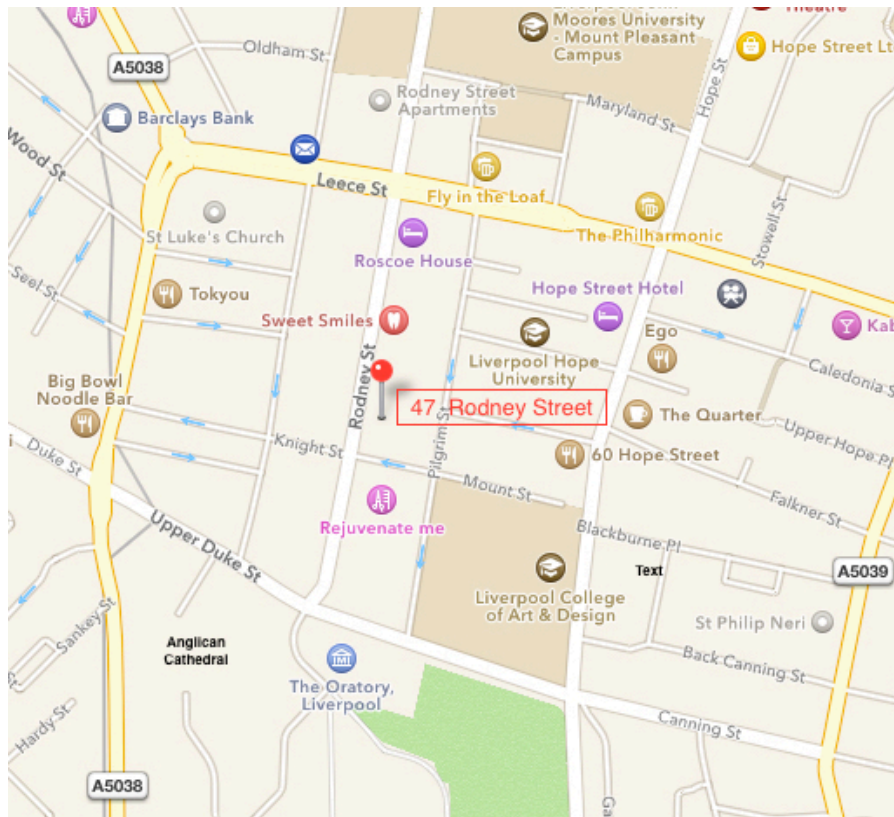 Theatre
Moores University
- Mount Pleasant
Campus
Hope Street Lt
Oldham St
A5038
Hope St
Rodney Street
Apartments
Maryland St
Barclays Bank
Wood St
Leece St
Fly in the Loaf
Stowell St
St Luke's Church
The Philharmonic
Roscoe House
Seel St
Tokyou
Hope Street Hotel
Sweet Smiles
Ego
Kab
Liverpool Hope
University
Caledonia S
Rodney St
Big Bowl
Noodle Bar
47, Rodney Street
The Quarter
Pilgrim St
Upper Hope Pl
Knight St
60 Hope Street
Duke St
Mount St
Falkner St
Rejuvenate me
Upper Duke St
Blackburne Pl
Text
A5039
Liverpool College
of Art & Design
St Philip Neri
Sankey St
Anglican
Cathedral
Back Canning St
The Oratory,
Liverpool
Hardy St
Canning St
A5038